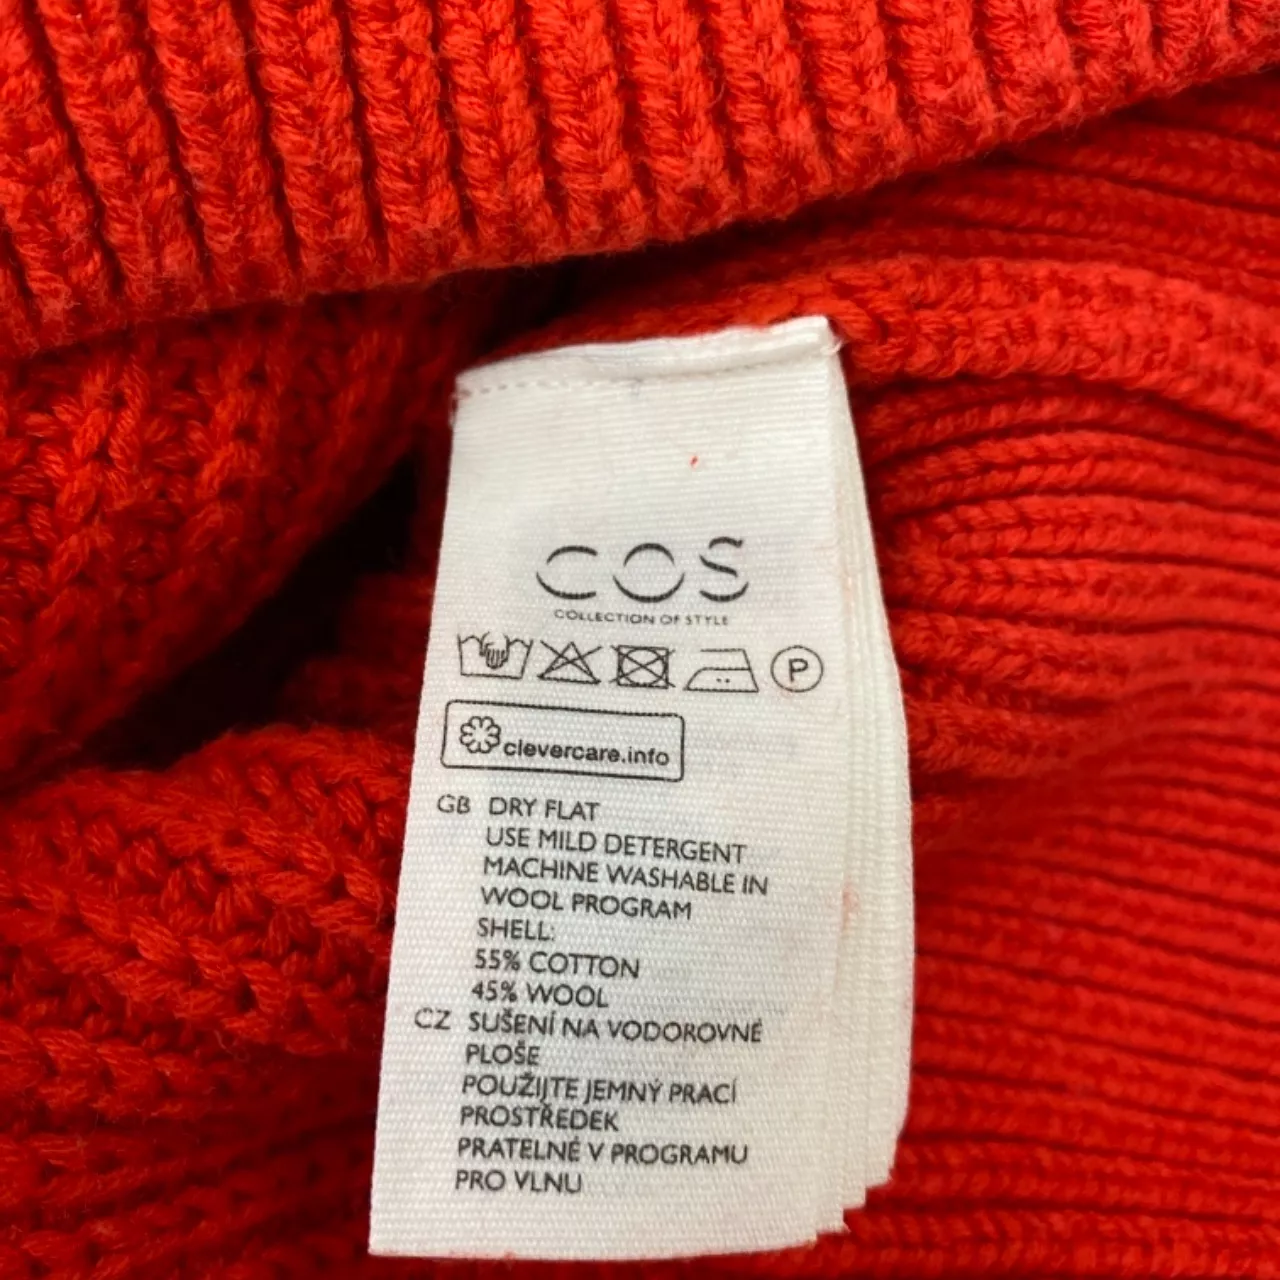 COS
COLLECTION OF STYLE
P
clevercare.info
GB DRY FLAT
USE MILD DETERGENT
MACHINE WASHABLE IN
WOOL PROGRAM
SHELL:
55% COTTON
45% WOOL
CZ SUŠENÍ NA VODOROVNÉ
PLOŠE
POUŽIJTE JEMNÝ PRACÍ
PROSTŘEDEK
PRATELNÉ V PROGRAMU
PRO VLNU